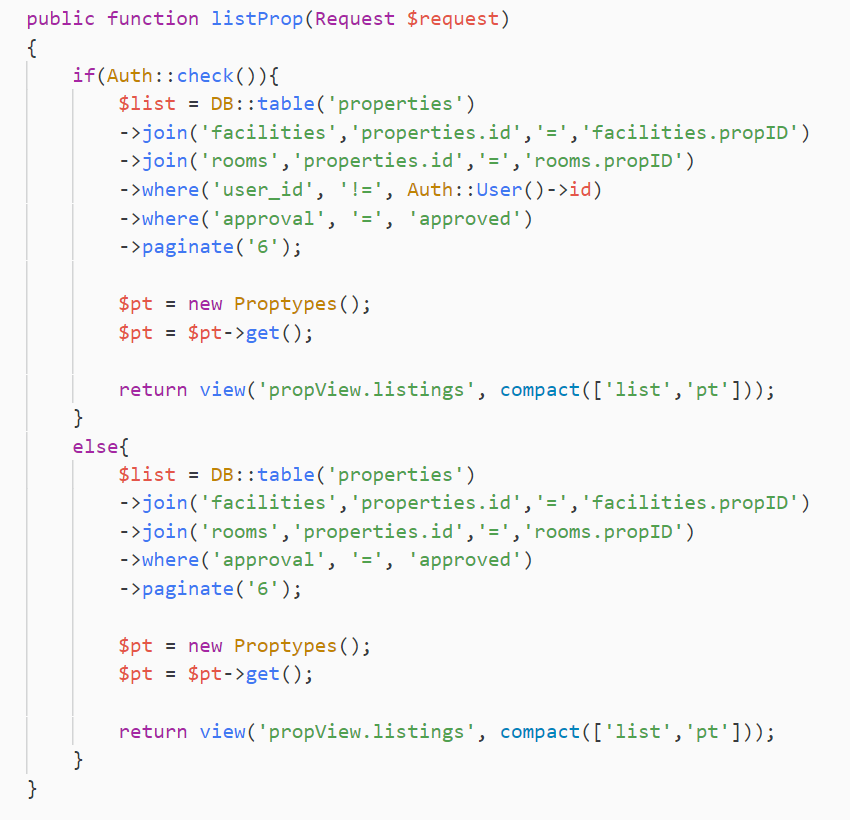 public function listProp(Request $request)
{
    if(Auth::check()){
        $list = DB::table('properties')
        ->join('facilities','properties.id','=','facilities.propID')
        ->join('rooms','properties.id','=','rooms.propID')
        ->where('user_id', '!=', Auth::User()->id)
        ->where('approval', '=', 'approved')
        ->paginate('6');

        $pt = new Proptypes();
        $pt = $pt->get();

        return view('propView.listings', compact(['list','pt']));
    }
    else{
        $list = DB::table('properties')
        ->join('facilities','properties.id','=','facilities.propID')
        ->join('rooms','properties.id','=','rooms.propID')
        ->where('approval', '=', 'approved')
        ->paginate('6');

        $pt = new Proptypes();
        $pt = $pt->get();

        return view('propView.listings', compact(['list','pt']));
    }
}